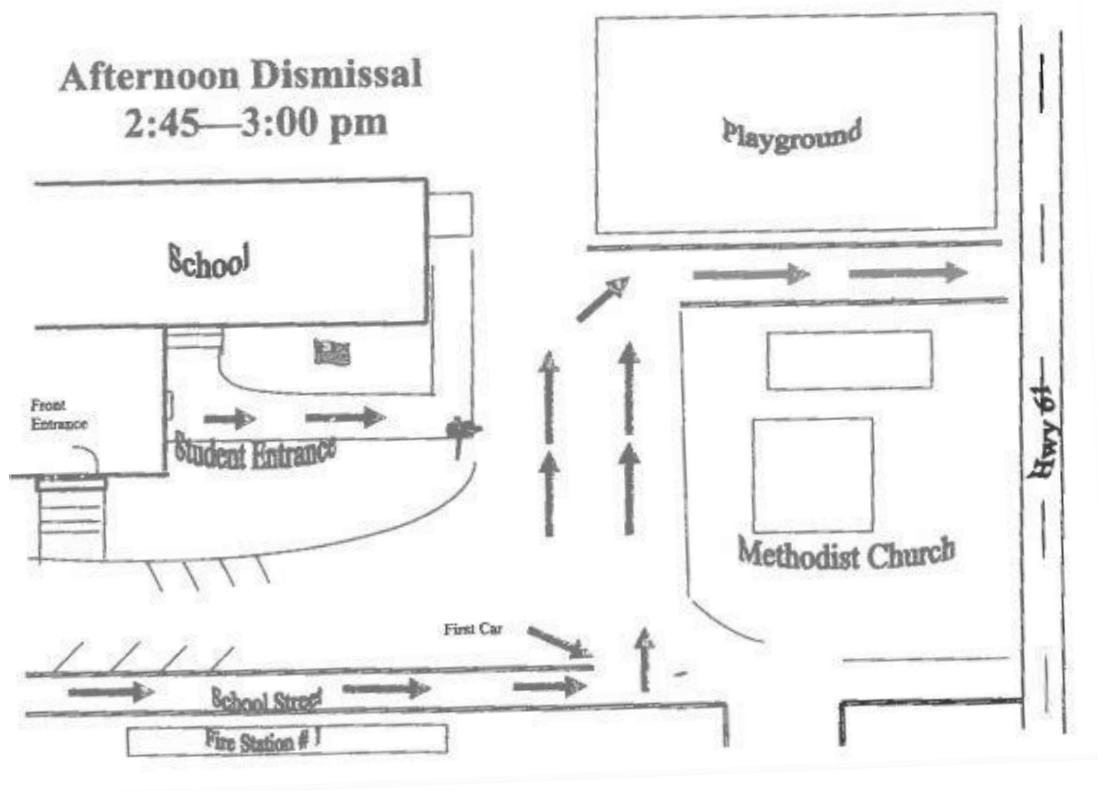 Afternoon Dismissal
2:45—3:00 pm
Playground
School
Front
Entrance
Student Entrance
Hwy 61
Methodist Church
First Car
School Street
Fire Station # 1